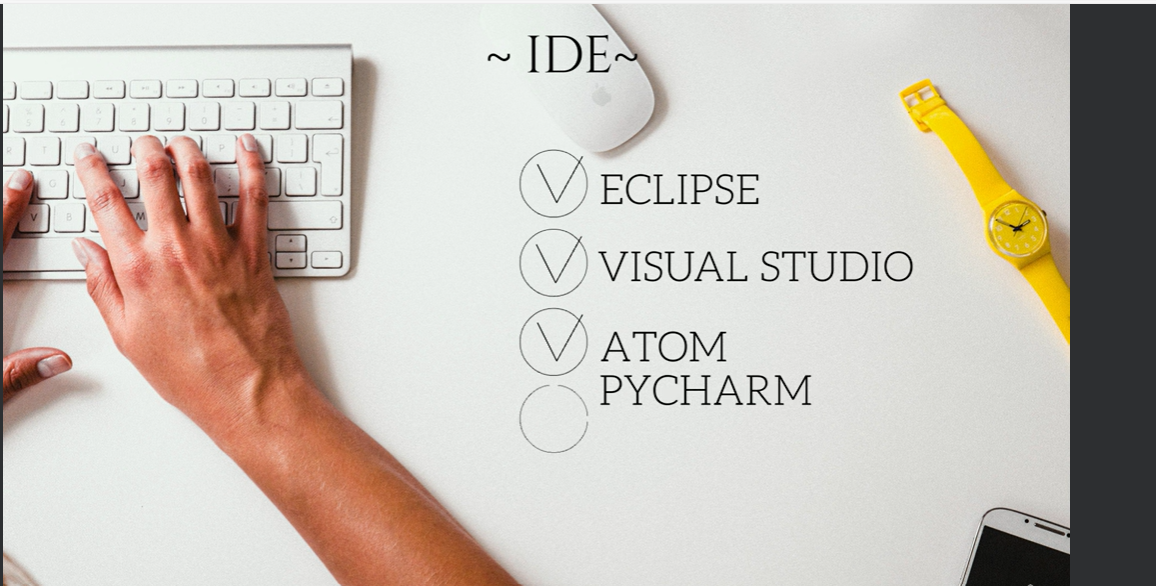 ~ IDE~
ECLIPSE
VISUAL STUDIO
ATOM
PYCHARM